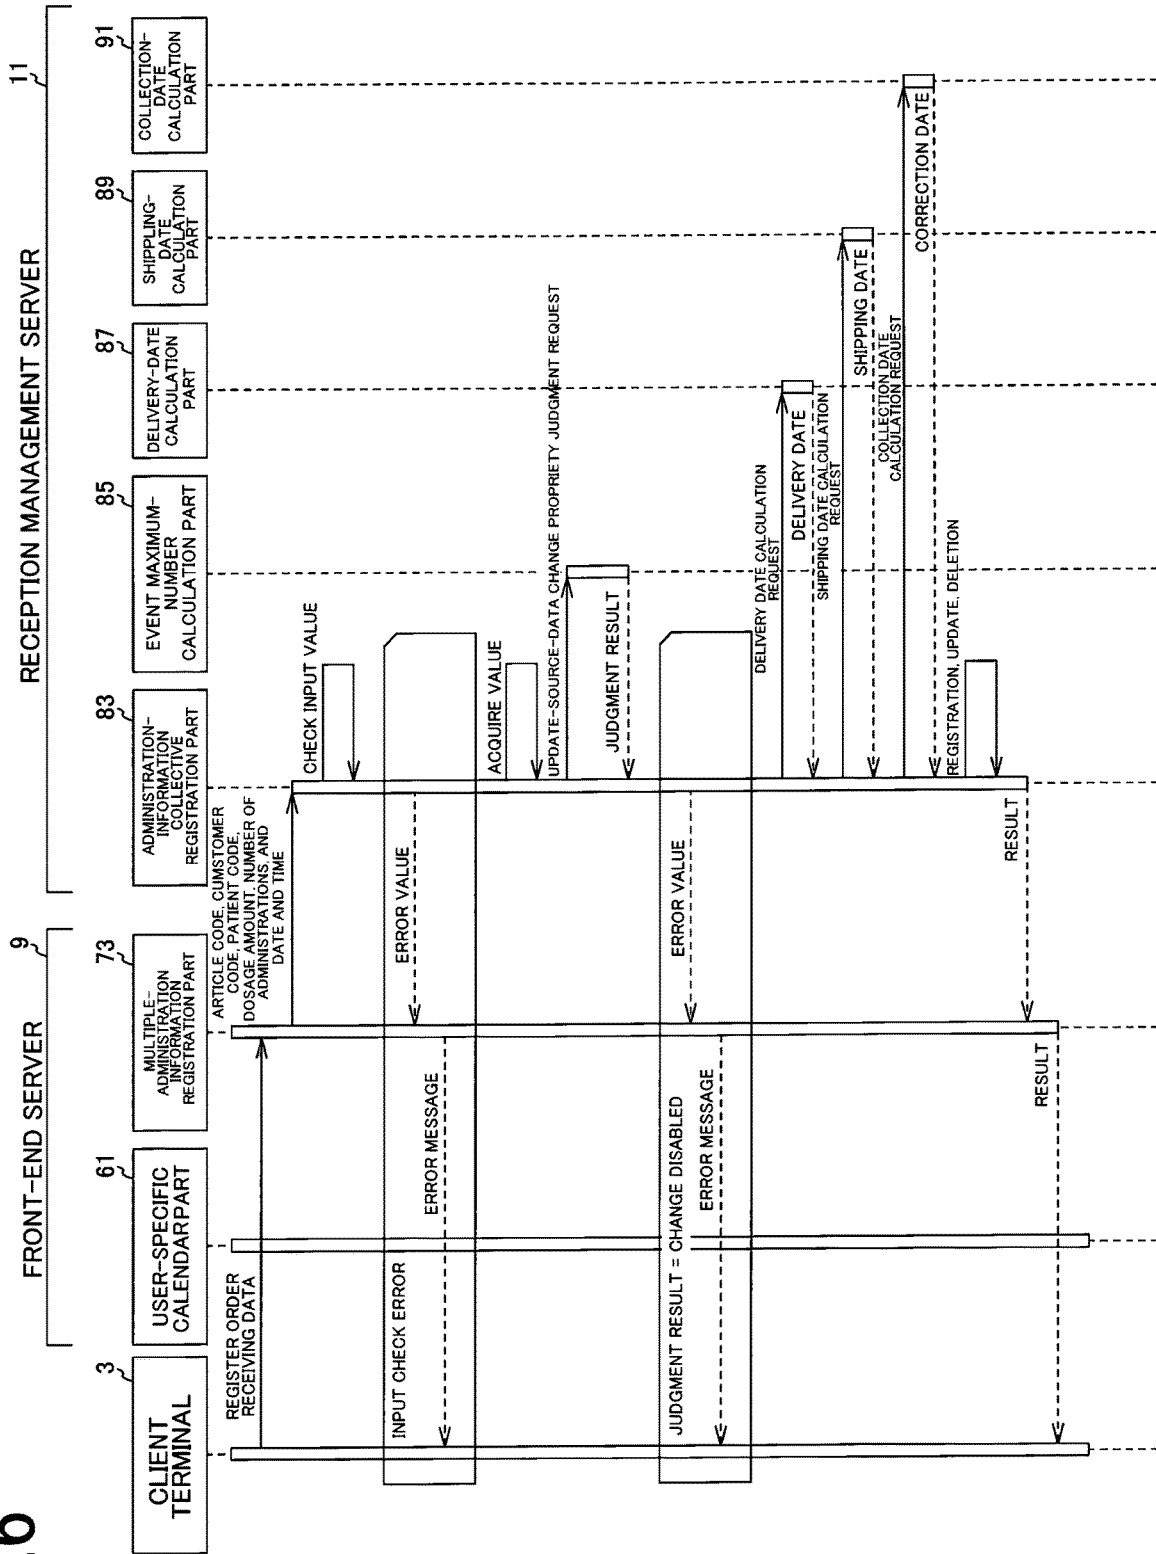 6
FRONT-END SERVER
9
RECEPTION MANAGEMENT SERVER
11
3
61
73
83
85
87
89
91
CLIENT
TERMINAL
USER-SPECIFIC
CALENDARPART
MULTIPLE-
ADMINISTRATION
INFORMATION
REGISTRATION PART
ADMINISTRATION-
INFORMATION
COLLECTIVE
REGISTRATION PART
EVENT MAXIMUM-
NUMBER
CALCULATION PART
DELIVERY-DATE
CALCULATION
PART
SHIPPLING-
DATE
CALCULATION
PART
COLLECTION-
DATE
CALCULATION
PART
REGISTER ORDER
RECEIVING DATA
ARTICLE CODE, CUMSTOMER
CODE, PATIENT CODE,
DOSAGE AMOUNT, NUMBER OF
ADMINISTRATIONS, AND
DATE AND TIME
CHECK INPUT VALUE
INPUT CHECK ERROR
ERROR VALUE
ERROR MESSAGE
ACQUIRE VALUE
UPDATE-SOURCE-DATA CHANGE PROPRIETY JUDGMENT REQUEST
JUDGMENT RESULT
JUDGMENT RESULT = CHANGE DISABLED
ERROR VALUE
ERROR MESSAGE
DELIVERY DATE CALCULATION
REQUEST
DELIVERY DATE
SHIPPING DATE CALCULATION
REQUEST
SHIPPING DATE
COLLECTION DATE
CALCULATION REQUEST
CORRECTION DATE
REGISTRATION, UPDATE, DELETION
RESULT
RESULT